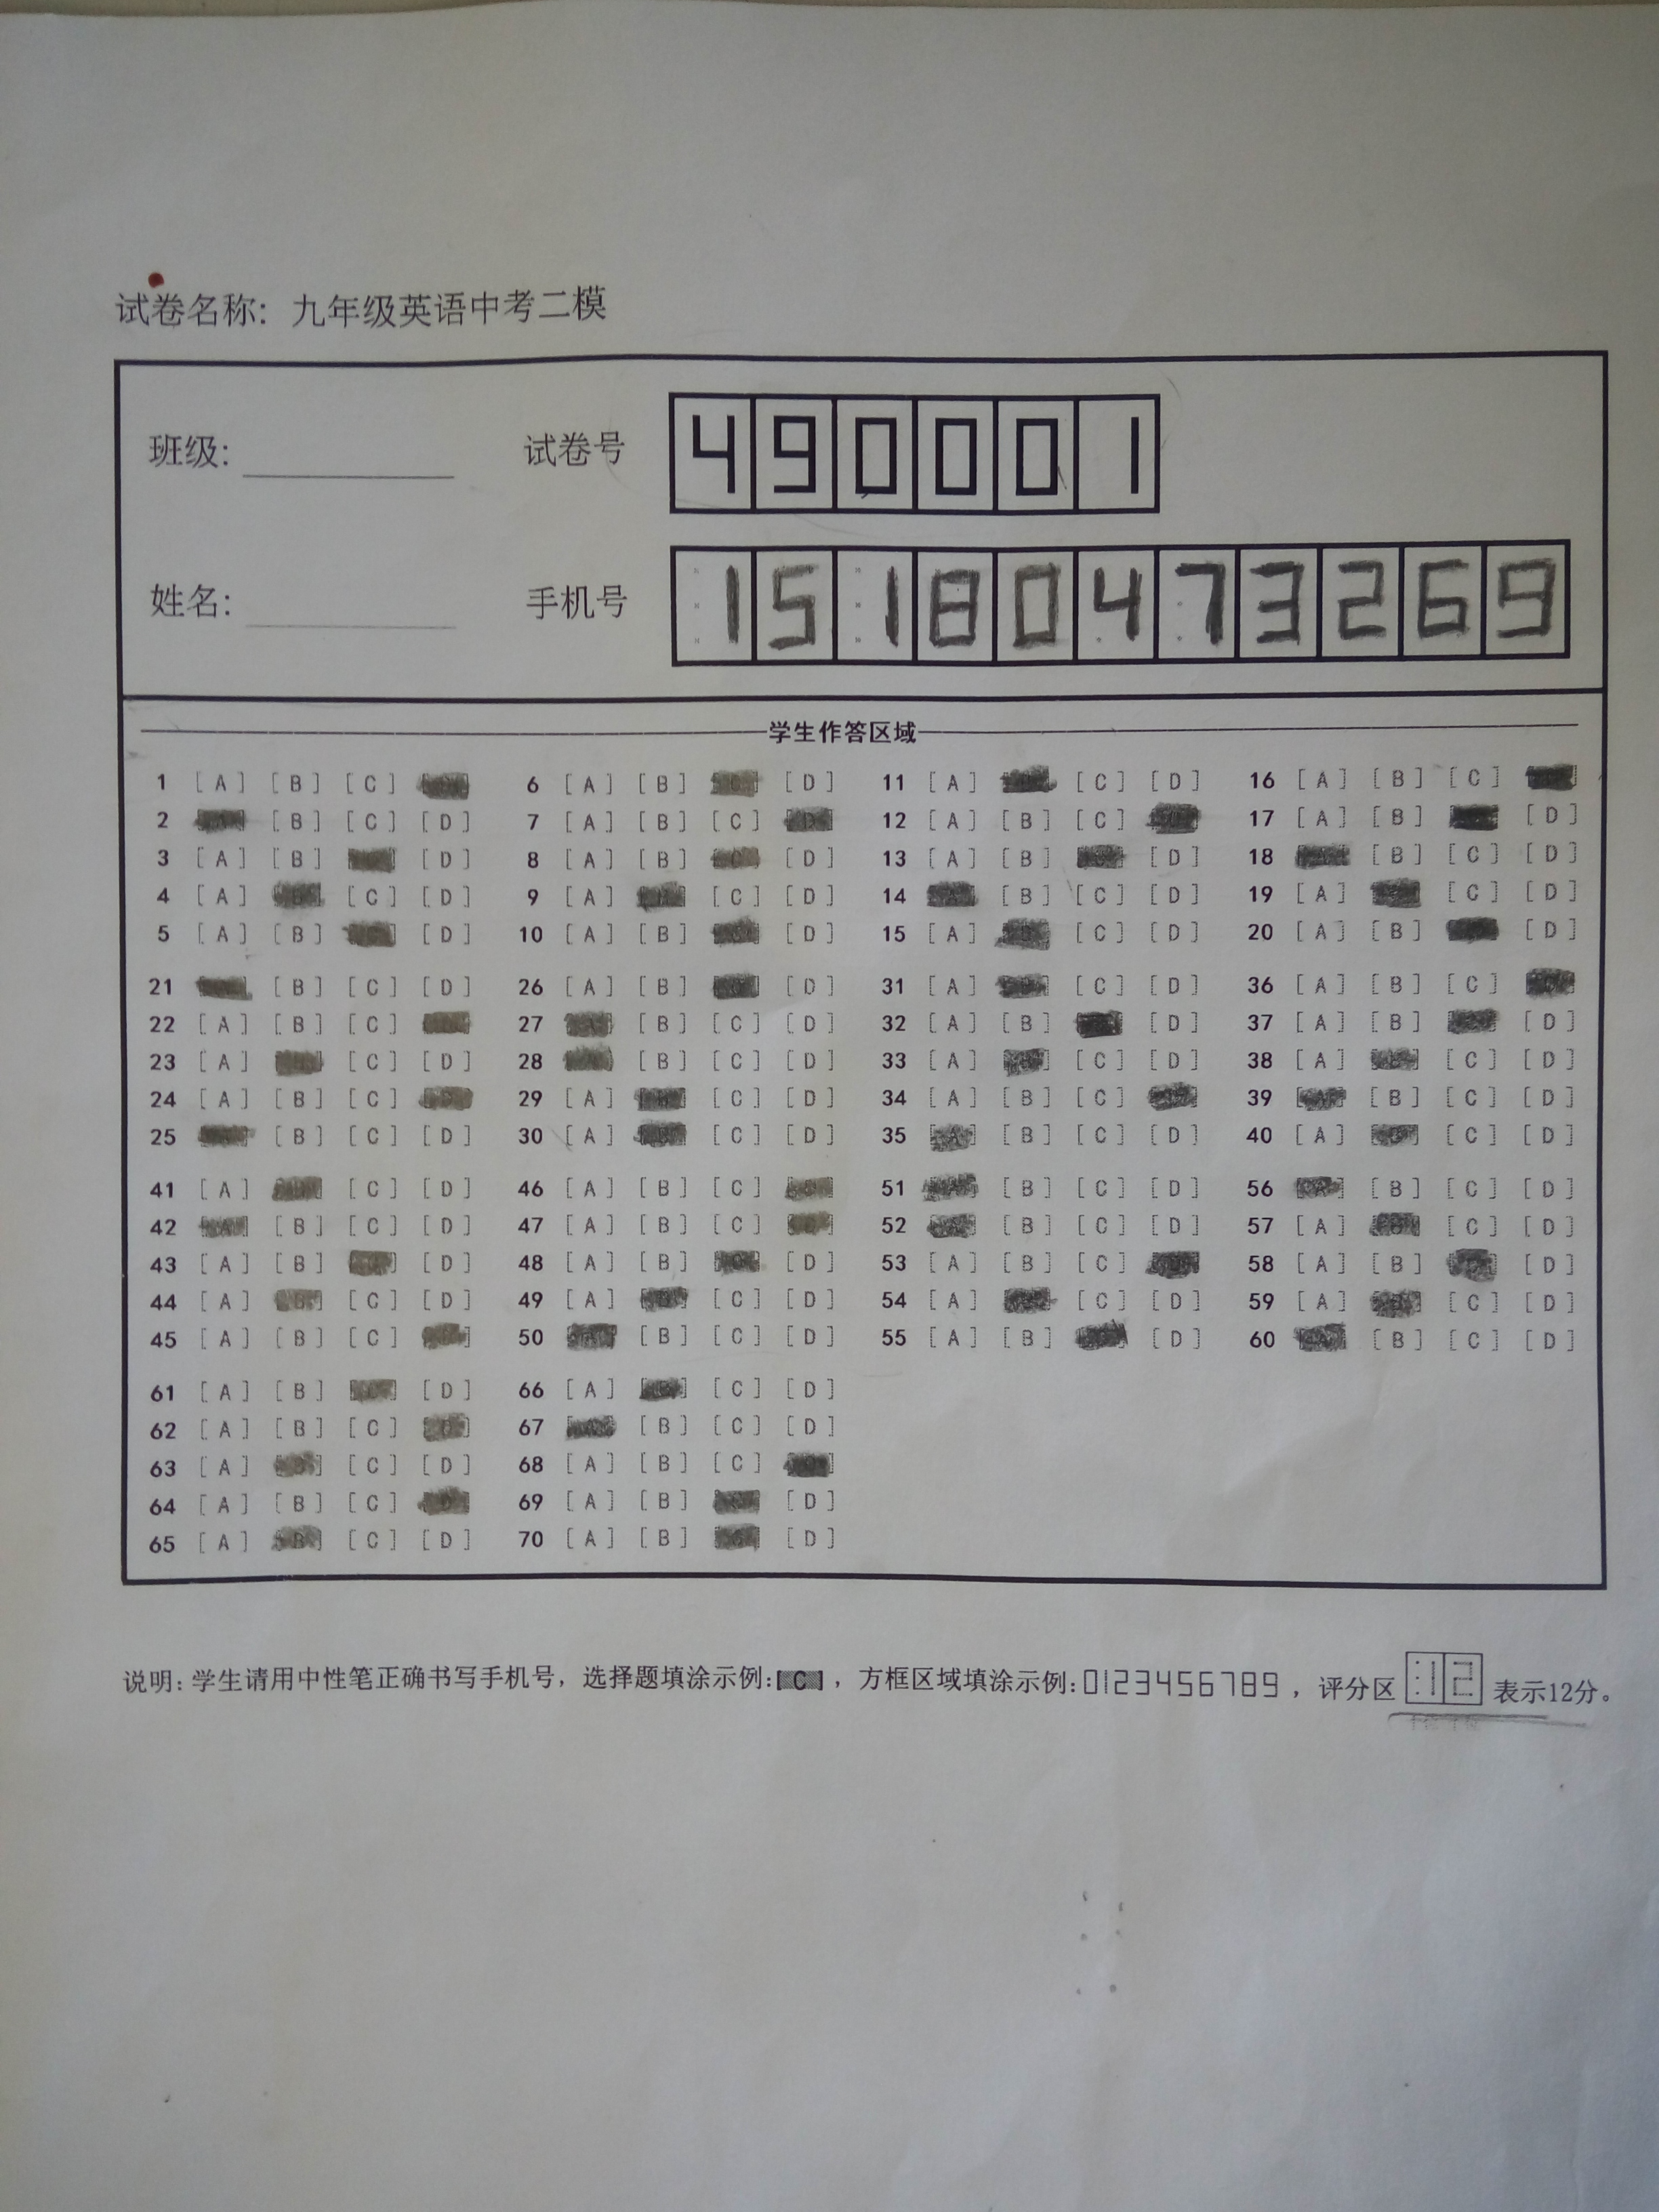 试卷名称: 九年级英语中考二模
班级: 试卷号 490001
姓名: 手机号 15180473269
学生作答区域
1 [A] [B] [C] 6 [A] [B] [C] [D] 11 [A] [C] [D] 16 [A] [B] [C]
2 [B] [C] [D] 7 [A] [B] [C] [D] 12 [A] [B] [C] 17 [A] [B] [D]
3 [A] [B] [D] 8 [A] [B] [C] [D] 13 [A] [B] [D] 18 [B] [C] [D]
4 [A] [C] [D] 9 [A] [C] [D] 14 [B] [C] [D] 19 [A] [C] [D]
5 [A] [B] [D] 10 [A] [B] [D] 15 [A] [C] [D] 20 [A] [B] [D]
21 [B] [C] [D] 26 [A] [B] [D] 31 [A] [C] [D] 36 [A] [B] [C]
22 [A] [B] [C] 27 [B] [C] [D] 32 [A] [B] [D] 37 [A] [B] [D]
23 [A] [C] [D] 28 [B] [C] [D] 33 [A] [C] [D] 38 [A] [C] [D]
24 [A] [B] [C] 29 [A] [C] [D] 34 [A] [B] [C] 39 [B] [C] [D]
25 [B] [C] [D] 30 [A] [C] [D] 35 [A] [B] [C] [D] 40 [A] [C] [D]
41 [A] [C] [D] 46 [A] [B] [C] 51 [B] [C] [D] 56 [B] [C] [D]
42 [B] [C] [D] 47 [A] [B] [C] 52 [B] [C] [D] 57 [A] [C] [D]
43 [A] [B] [D] 48 [A] [B] [D] 53 [A] [B] [C] 58 [A] [B] [D]
44 [A] [C] [D] 49 [A] [C] [D] 54 [A] [C] [D] 59 [A] [C] [D]
45 [A] [B] [C] 50 [B] [C] [D] 55 [A] [B] [D] 60 [B] [C] [D]
61 [A] [B] [D] 66 [A] [C] [D]
62 [A] [B] [C] 67 [B] [C] [D]
63 [A] [C] [D] 68 [A] [B] [C]
64 [A] [B] [C] 69 [A] [B] [D]
65 [A] [C] [D] 70 [A] [B] [D]
说明: 学生请用中性笔正确书写手机号，选择题填涂示例:[C]，方框区域填涂示例:0123456789，评分区 12 表示12分。